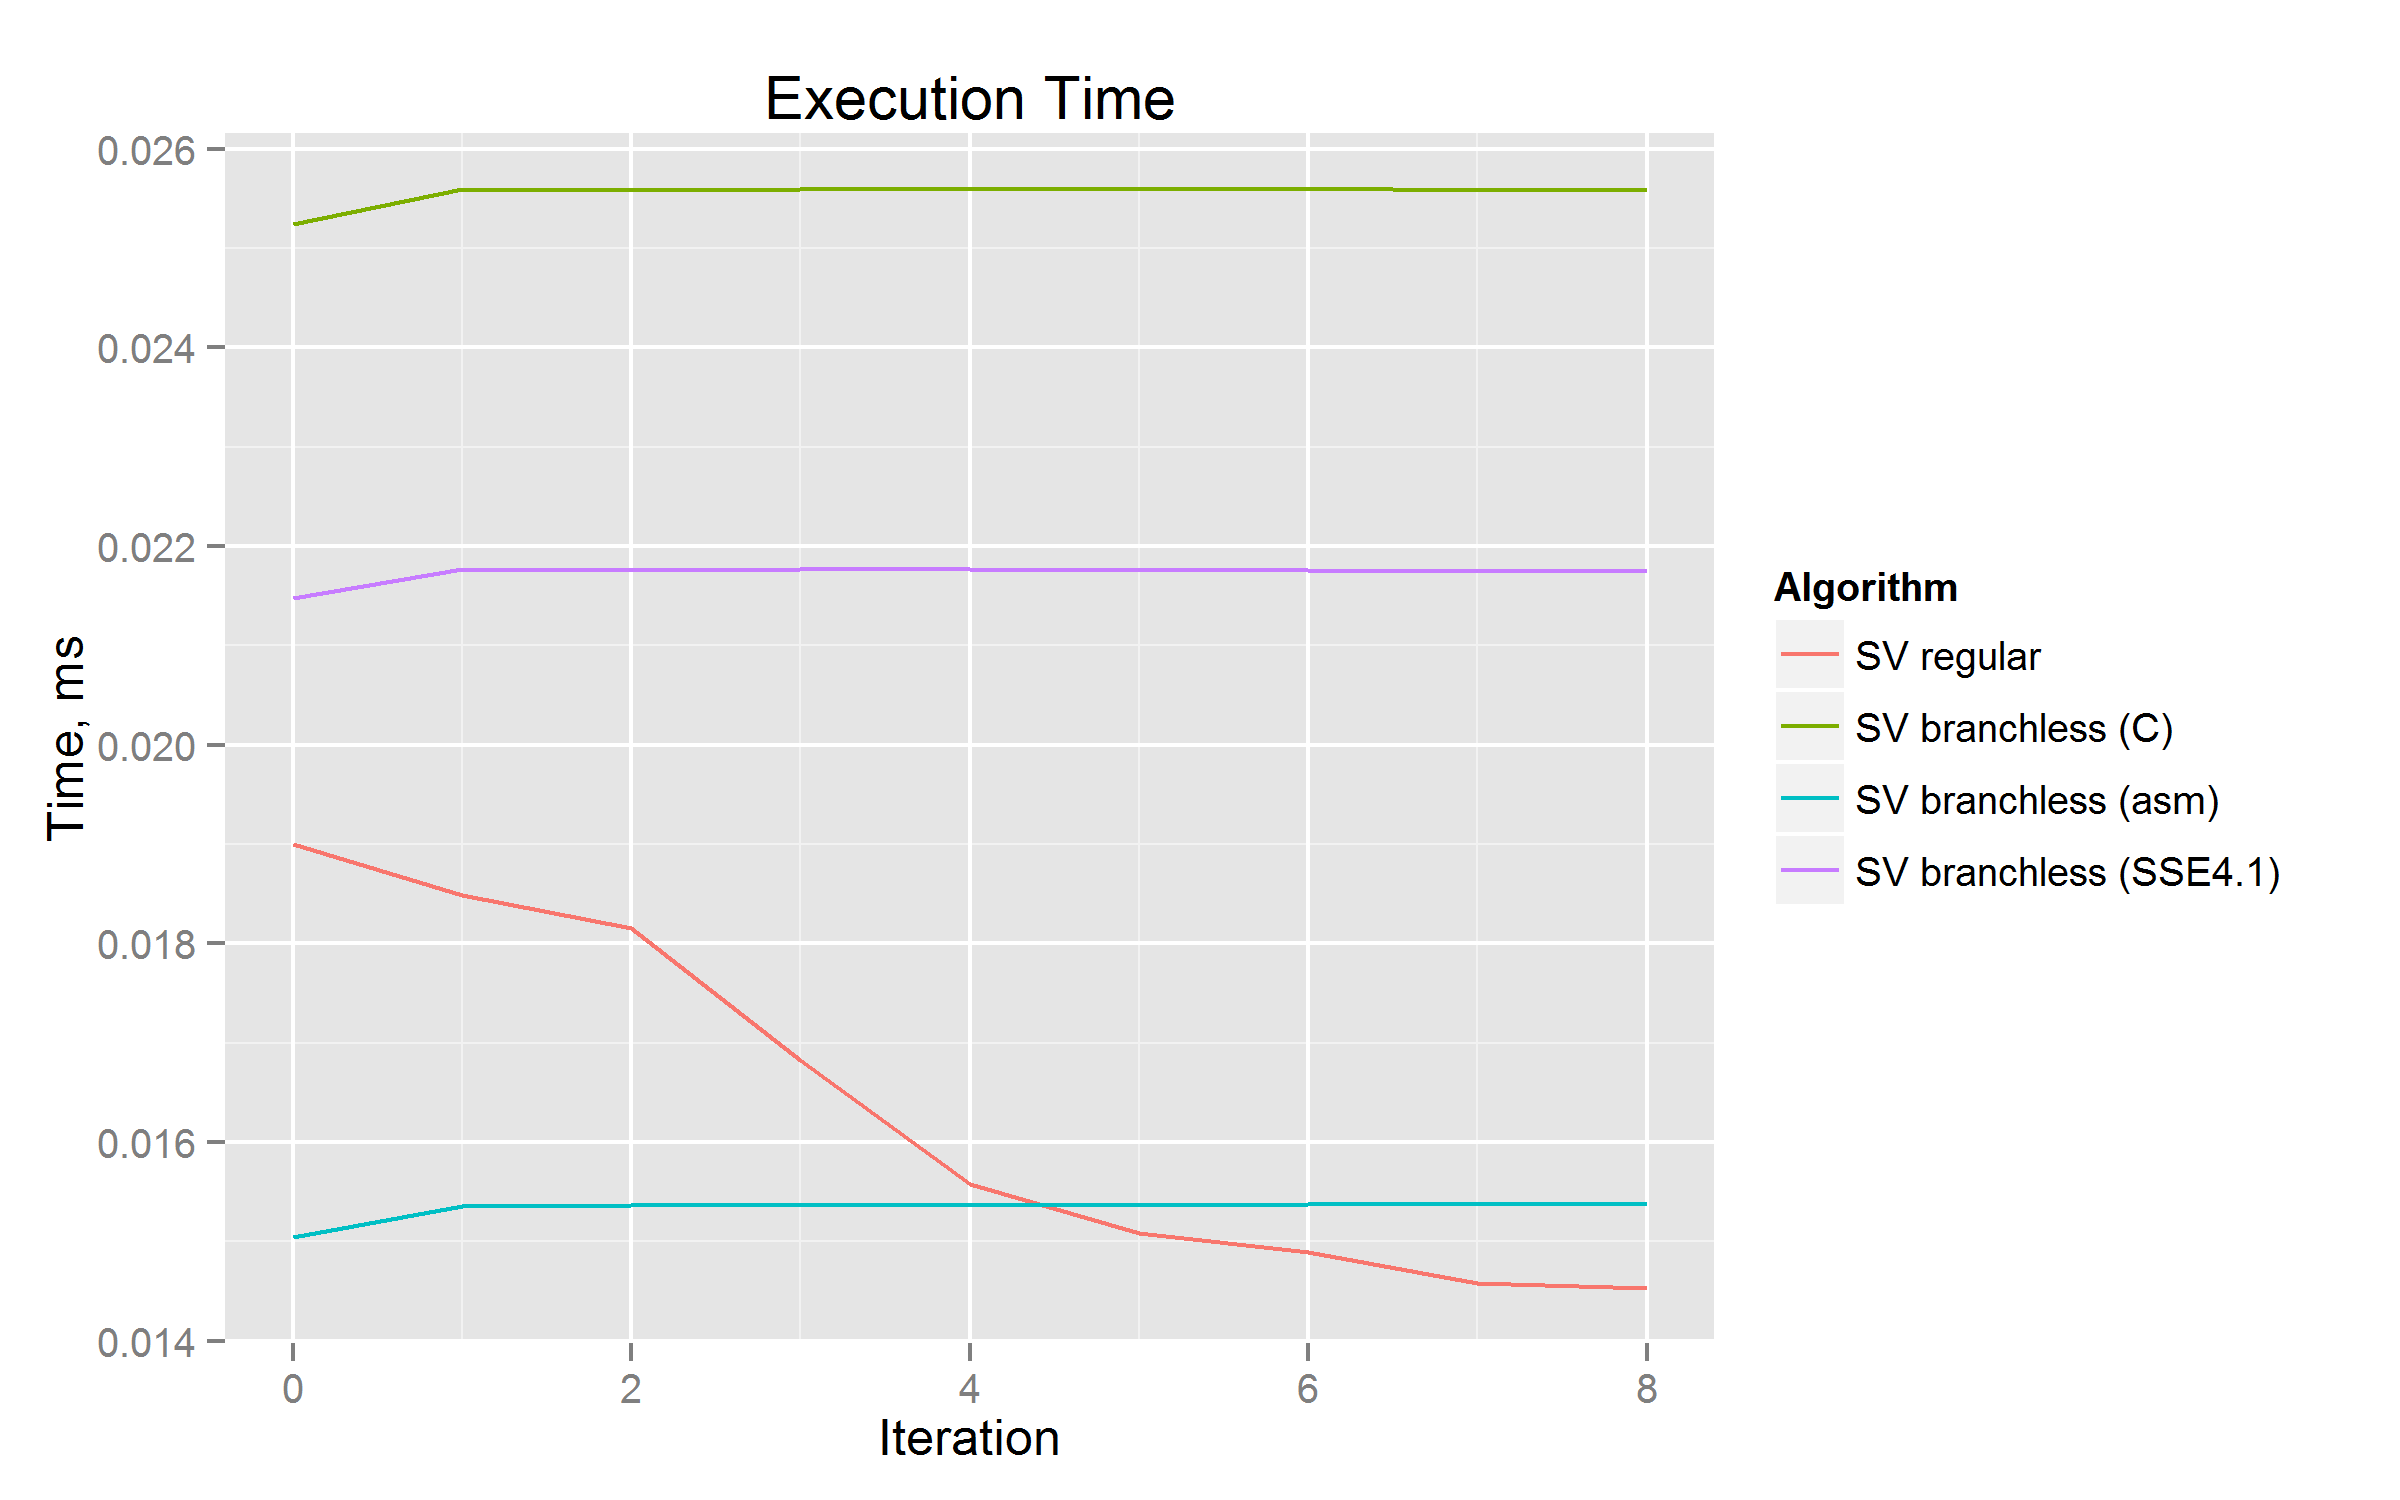 Execution Time
0.026
0.024
0.022
0.020
0.018
0.016
0.014
Time, ms
0 2 4 6 8
Iteration
Algorithm
SV regular
SV branchless (C)
SV branchless (asm)
SV branchless (SSE4.1)